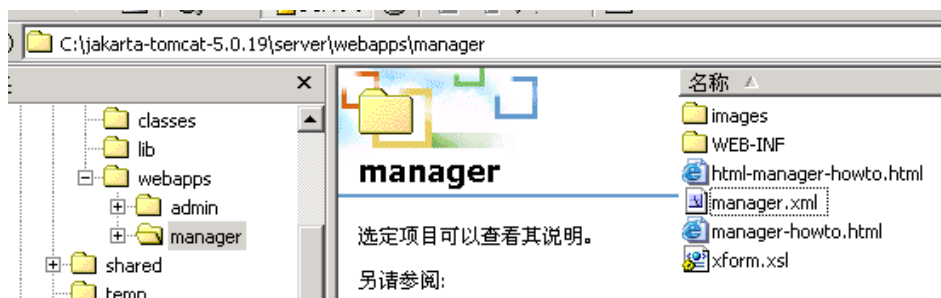 C:\jakarta-tomcat-5.0.19\server\webapps\manager
classes
lib
webapps
admin
manager
shared
temp
manager
选定项目可以查看其说明。
另请参阅:
名称
images
WEB-INF
html-manager-howto.html
manager.xml
manager-howto.html
xform.xsl